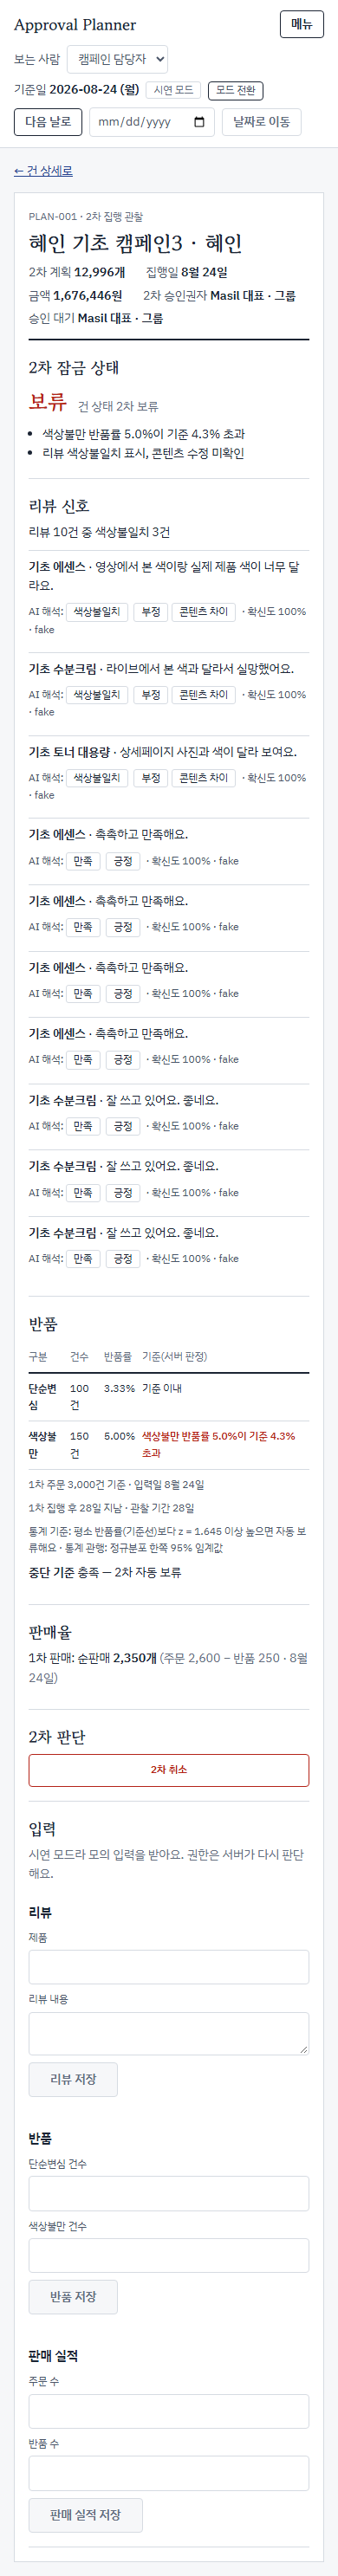 Approval Planner
메뉴
보는 사람 캠페인 담당자
기준일 2026-08-24 (월) 시연 모드 모드 전환
다음 날로 mm/dd/yyyy 날짜로 이동
← 건 상세로
PLAN-001 · 2차 집행 관찰
혜인 기초 캠페인3 · 혜인
2차 계획 12,996개 집행일 8월 24일
금액 1,676,446원 2차 승인권자 Masil 대표 · 그룹
승인 대기 Masil 대표 · 그룹
2차 잠금 상태
보류 건 상태 2차 보류
색상불만 반품률 5.0%이 기준 4.3% 초과
리뷰 색상불일치 표시, 콘텐츠 수정 미확인
리뷰 신호
리뷰 10건 중 색상불일치 3건
기초 에센스 · 영상에서 본 색이랑 실제 제품 색이 너무 달
라요.
AI 해석: 색상불일치 부정 콘텐츠 차이 · 확신도 100%
· fake
기초 수분크림 · 라이브에서 본 색과 달라서 실망했어요.
AI 해석: 색상불일치 부정 콘텐츠 차이 · 확신도 100%
· fake
기초 토너 대용량 · 상세페이지 사진과 색이 달라 보여요.
AI 해석: 색상불일치 부정 콘텐츠 차이 · 확신도 100%
· fake
기초 에센스 · 촉촉하고 만족해요.
AI 해석: 만족 긍정 · 확신도 100% · fake
기초 에센스 · 촉촉하고 만족해요.
AI 해석: 만족 긍정 · 확신도 100% · fake
기초 에센스 · 촉촉하고 만족해요.
AI 해석: 만족 긍정 · 확신도 100% · fake
기초 에센스 · 촉촉하고 만족해요.
AI 해석: 만족 긍정 · 확신도 100% · fake
기초 수분크림 · 잘 쓰고 있어요. 좋네요.
AI 해석: 만족 긍정 · 확신도 100% · fake
기초 수분크림 · 잘 쓰고 있어요. 좋네요.
AI 해석: 만족 긍정 · 확신도 100% · fake
기초 수분크림 · 잘 쓰고 있어요. 좋네요.
AI 해석: 만족 긍정 · 확신도 100% · fake
반품
구분 건수 반품률 기준(서버 판정)
단순변심 100건 3.33% 기준 이내
색상불만 150건 5.00% 색상불만 반품률 5.0%이 기준 4.3%
초과
1차 주문 3,000건 기준 · 입력일 8월 24일
1차 집행 후 28일 지남 · 관찰 기간 28일
통계 기준: 평소 반품률(기준선)보다 z = 1.645 이상 높으면 자동 보
류해요 · 통계 관행: 정규분포 한쪽 95% 임계값
중단 기준 충족 — 2차 자동 보류
판매율
1차 판매: 순판매 2,350개 (주문 2,600 − 반품 250 · 8월
24일)
2차 판단
2차 취소
입력
시연 모드라 모의 입력을 받아요. 권한은 서버가 다시 판단
해요.
리뷰
제품
리뷰 내용
리뷰 저장
반품
단순변심 건수
색상불만 건수
반품 저장
판매 실적
주문 수
반품 수
판매 실적 저장